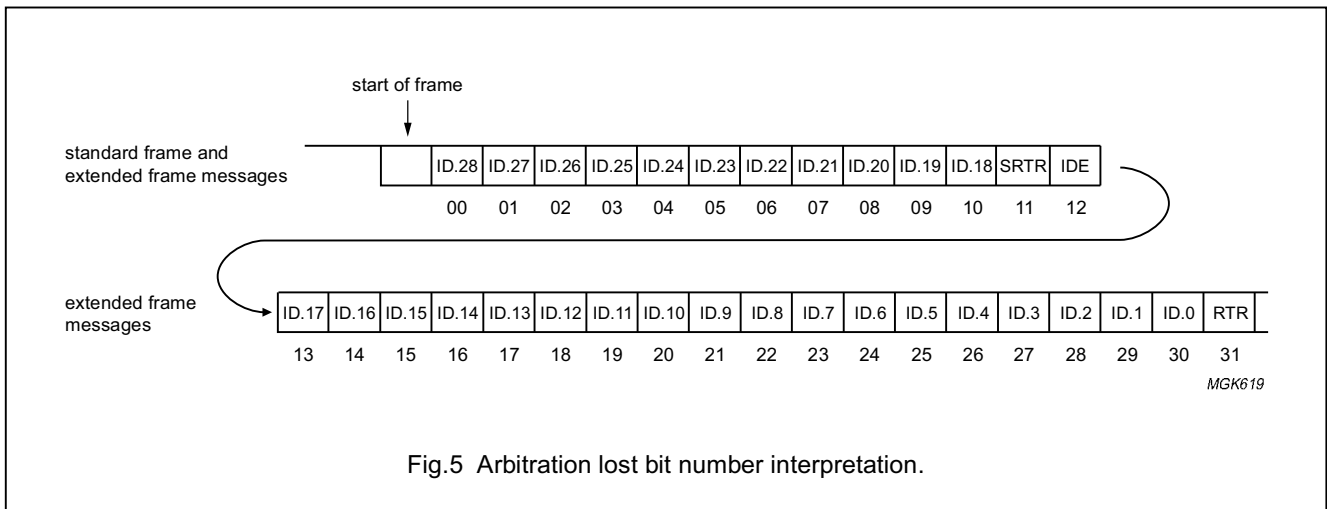 start of frame
standard frame and
extended frame messages
ID.28 ID.27 ID.26 ID.25 ID.24 ID.23 ID.22 ID.21 ID.20 ID.19 ID.18 SRTR IDE
00 01 02 03 04 05 06 07 08 09 10 11 12
extended frame
messages
ID.17 ID.16 ID.15 ID.14 ID.13 ID.12 ID.11 ID.10 ID.9 ID.8 ID.7 ID.6 ID.5 ID.4 ID.3 ID.2 ID.1 ID.0 RTR
13 14 15 16 17 18 19 20 21 22 23 24 25 26 27 28 29 30 31
MGK619
Fig.5 Arbitration lost bit number interpretation.